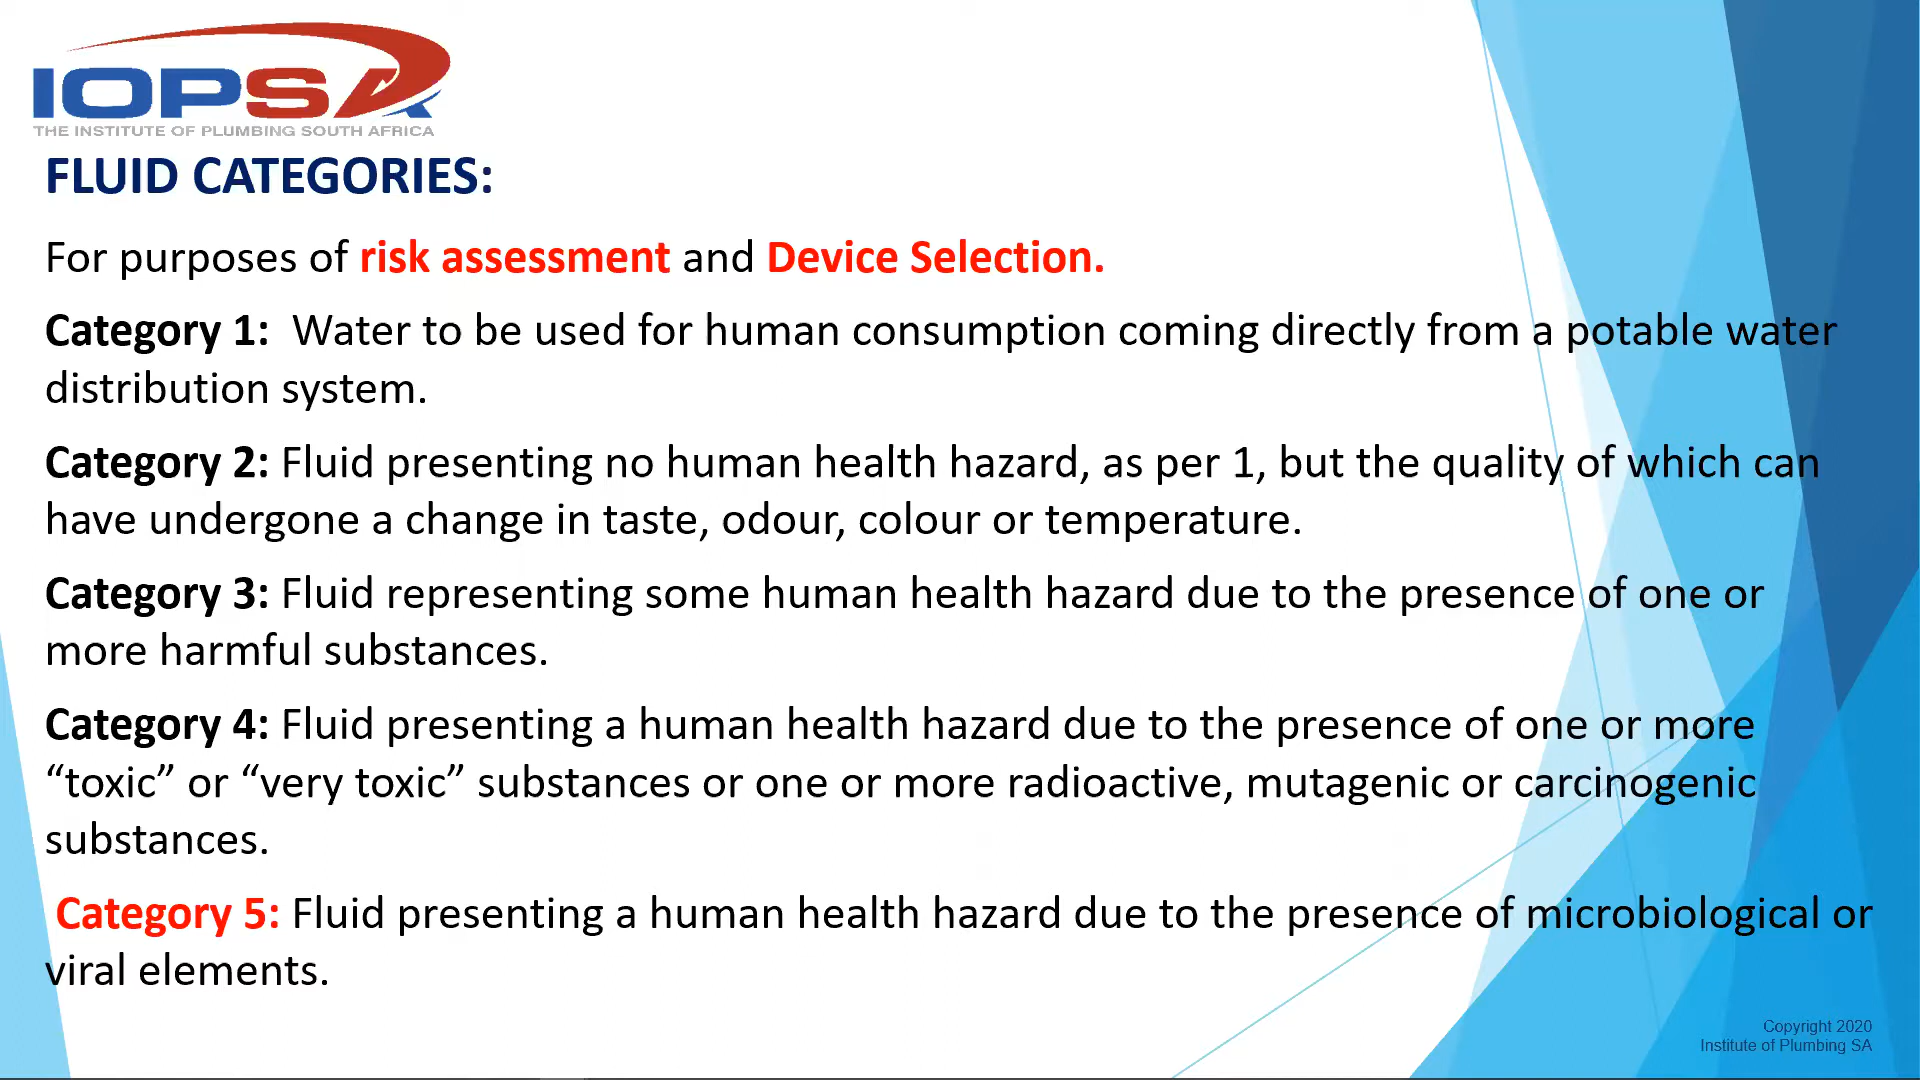 IOPSA
THE INSTITUTE OF PLUMBING SOUTH AFRICA
FLUID CATEGORIES:
For purposes of risk assessment and Device Selection.
Category 1:  Water to be used for human consumption coming directly from a potable water
distribution system.
Category 2: Fluid presenting no human health hazard, as per 1, but the quality of which can
have undergone a change in taste, odour, colour or temperature.
Category 3: Fluid representing some human health hazard due to the presence of one or
more harmful substances.
Category 4: Fluid presenting a human health hazard due to the presence of one or more
“toxic” or “very toxic” substances or one or more radioactive, mutagenic or carcinogenic
substances.
Category 5: Fluid presenting a human health hazard due to the presence of microbiological or
viral elements.
Copyright 2020
Institute of Plumbing SA